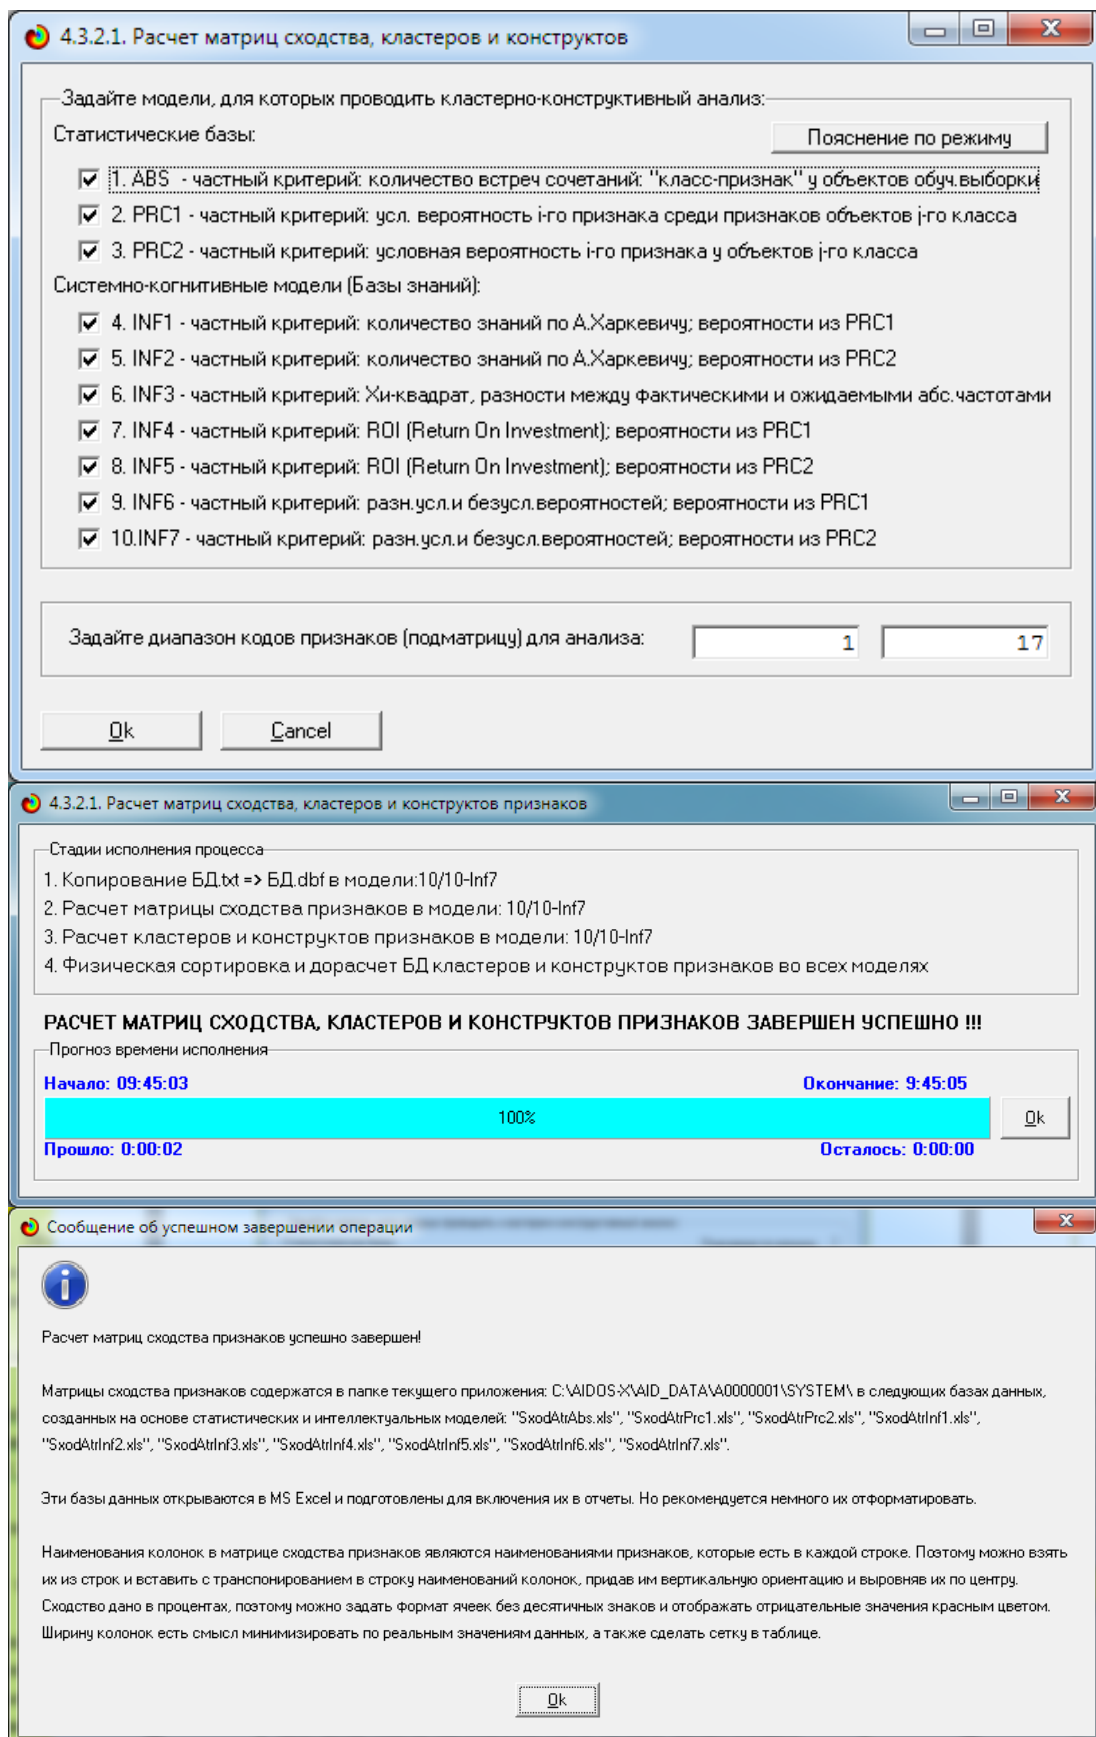 4.3.2.1. Расчет матриц сходства, кластеров и конструктов
Задайте модели, для которых проводить кластерно-конструктивный анализ:
Статистические базы:
Пояснение по режиму
1. ABS - частный критерий: количество встреч сочетаний: "класс-признак" у объектов обуч.выборки
2. PRC1 - частный критерий: усл. вероятность i-го признака среди признаков объектов j-го класса
3. PRC2 - частный критерий: условная вероятность i-го признака у объектов j-го класса
Системно-когнитивные модели (Базы знаний):
4. INF1 - частный критерий: количество знаний по А.Харкевичу; вероятности из PRC1
5. INF2 - частный критерий: количество знаний по А.Харкевичу; вероятности из PRC2
6. INF3 - частный критерий: Хи-квадрат, разности между фактическими и ожидаемыми абс.частотами
7. INF4 - частный критерий: ROI (Return On Investment); вероятности из PRC1
8. INF5 - частный критерий: ROI (Return On Investment); вероятности из PRC2
9. INF6 - частный критерий: разн.усл.и безусл.вероятностей; вероятности из PRC1
10.INF7 - частный критерий: разн.усл.и безусл.вероятностей; вероятности из PRC2
Задайте диапазон кодов признаков (подматрицу) для анализа:
1
17
Ok
Cancel
4.3.2.1. Расчет матриц сходства, кластеров и конструктов признаков
Стадии исполнения процесса
1. Копирование БД.txt => БД.dbf в модели:10/10-Inf7
2. Расчет матрицы сходства признаков в модели: 10/10-Inf7
3. Расчет кластеров и конструктов признаков в модели: 10/10-Inf7
4. Физическая сортировка и дорасчет БД кластеров и конструктов признаков во всех моделях
РАСЧЕТ МАТРИЦ СХОДСТВА, КЛАСТЕРОВ И КОНСТРУКТОВ ПРИЗНАКОВ ЗАВЕРШЕН УСПЕШНО !!!
Прогноз времени исполнения
Начало: 09:45:03
Окончание: 9:45:05
100%
Ok
Прошло: 0:00:02
Осталось: 0:00:00
Сообщение об успешном завершении операции
Расчет матриц сходства признаков успешно завершен!
Матрицы сходства признаков содержатся в папке текущего приложения: C:\AIDOS-X\AID_DATA\A0000001\SYSTEM\ в следующих базах данных,
созданных на основе статистических и интеллектуальных моделей: "SxodAtrAbs.xls", "SxodAtrPrc1.xls", "SxodAtrPrc2.xls", "SxodAtrInf1.xls",
"SxodAtrInf2.xls", "SxodAtrInf3.xls", "SxodAtrInf4.xls", "SxodAtrInf5.xls", "SxodAtrInf6.xls", "SxodAtrInf7.xls".
Эти базы данных открываются в MS Excel и подготовлены для включения их в отчеты. Но рекомендуется немного их отформатировать.
Наименования колонок в матрице сходства признаков являются наименованиями признаков, которые есть в каждой строке. Поэтому можно взять
их из строк и вставить с транспонированием в строку наименований колонок, придав им вертикальную ориентацию и выровняв их по центру.
Сходство дано в процентах, поэтому можно задать формат ячеек без десятичных знаков и отображать отрицательные значения красным цветом.
Ширину колонок есть смысл минимизировать по реальным значениям данных, а также сделать сетку в таблице.
Ok